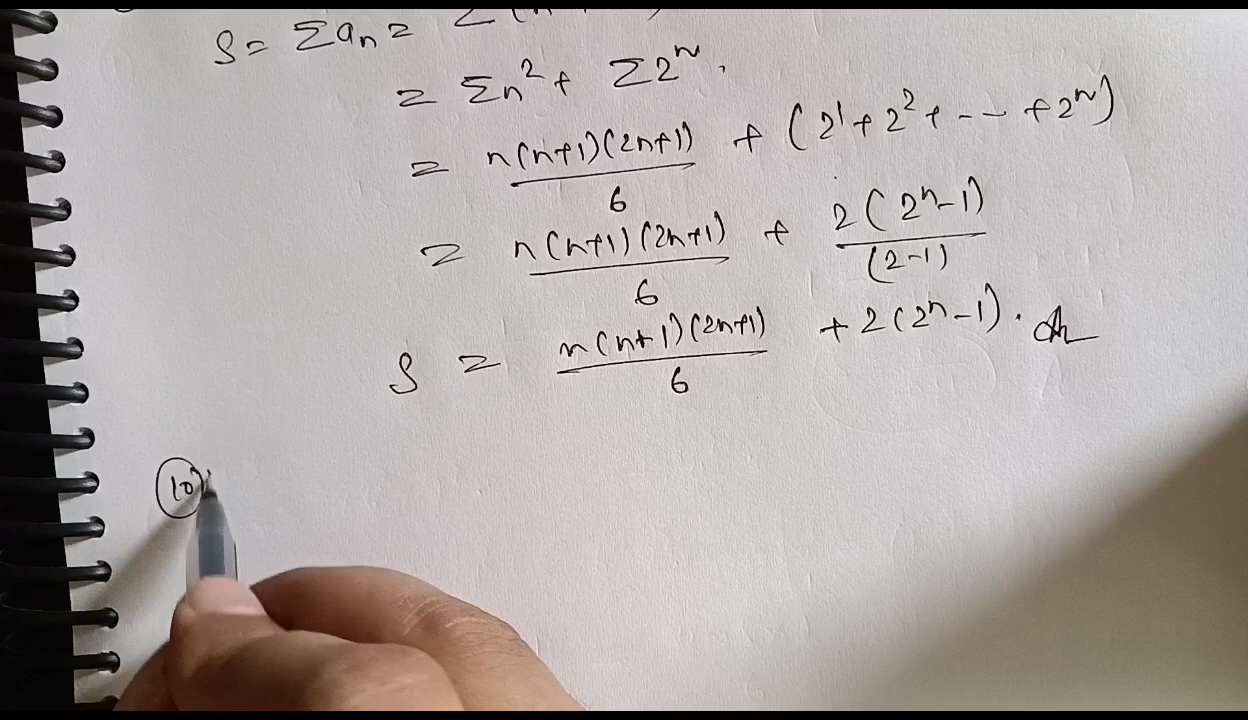 S = Σaₙ = Σ
= Σn² + Σ2ⁿ.
= n(n+1)(2n+1)/6 + (2¹ + 2² + -- + 2ⁿ)
= n(n+1)(2n+1)/6 + 2(2ⁿ-1)/(2-1)
S = n(n+1)(2n+1)/6 + 2(2ⁿ-1).
10